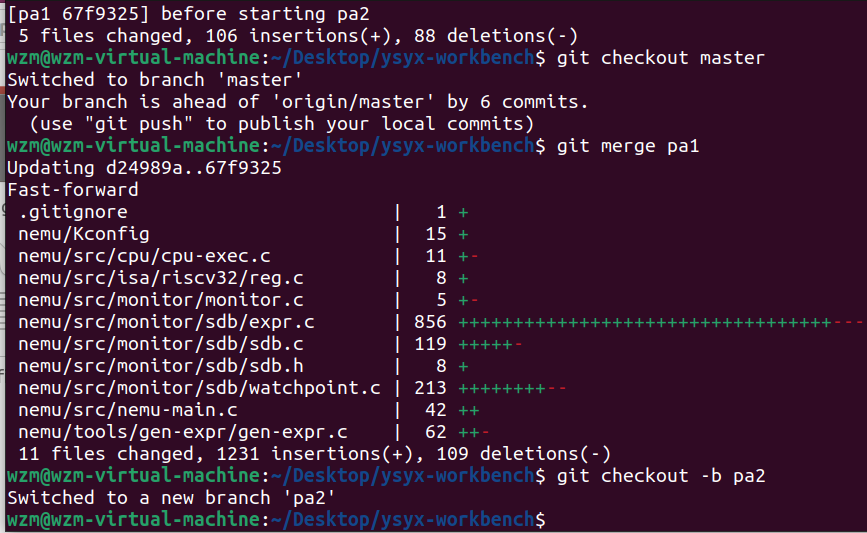 [pa1 67f9325] before starting pa2
 5 files changed, 106 insertions(+), 88 deletions(-)
wzm@wzm-virtual-machine:~/Desktop/ysyx-workbench$ git checkout master
Switched to branch 'master'
Your branch is ahead of 'origin/master' by 6 commits.
  (use "git push" to publish your local commits)
wzm@wzm-virtual-machine:~/Desktop/ysyx-workbench$ git merge pa1
Updating d24989a..67f9325
Fast-forward
 .gitignore                         |   1 +
 nemu/Kconfig                       |  15 +
 nemu/src/cpu/cpu-exec.c            |  11 +-
 nemu/src/isa/riscv32/reg.c         |   8 +
 nemu/src/monitor/monitor.c         |   5 +-
 nemu/src/monitor/sdb/expr.c        | 856 ++++++++++++++++++++++++++++++++++---
 nemu/src/monitor/sdb/sdb.c         | 119 +++++-
 nemu/src/monitor/sdb/sdb.h         |   8 +
 nemu/src/monitor/sdb/watchpoint.c  | 213 ++++++++--
 nemu/src/nemu-main.c               |  42 ++
 nemu/tools/gen-expr/gen-expr.c     |  62 ++-
 11 files changed, 1231 insertions(+), 109 deletions(-)
wzm@wzm-virtual-machine:~/Desktop/ysyx-workbench$ git checkout -b pa2
Switched to a new branch 'pa2'
wzm@wzm-virtual-machine:~/Desktop/ysyx-workbench$